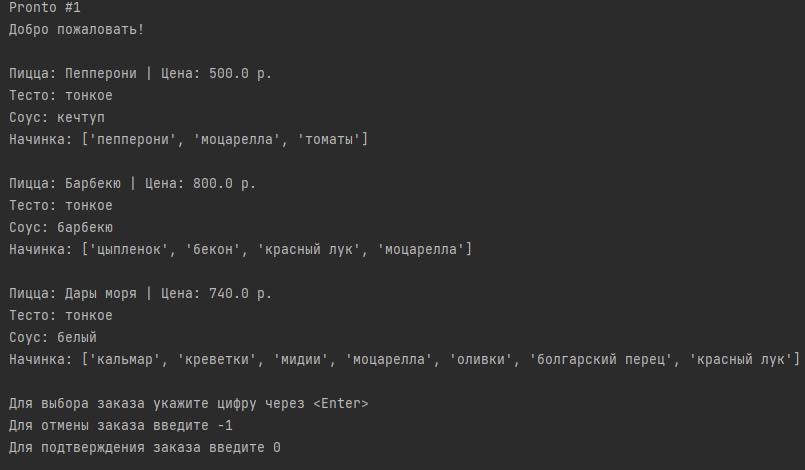 Pronto #1
Добро пожаловать!
Пицца: Пепперони | Цена: 500.0 р.
Тесто: тонкое
Соус: кечтуп
Начинка: ['пепперони', 'моцарелла', 'томаты']
Пицца: Барбекю | Цена: 800.0 р.
Тесто: тонкое
Соус: барбекю
Начинка: ['цыпленок', 'бекон', 'красный лук', 'моцарелла']
Пицца: Дары моря | Цена: 740.0 р.
Тесто: тонкое
Соус: белый
Начинка: ['кальмар', 'креветки', 'мидии', 'моцарелла', 'оливки', 'болгарский перец', 'красный лук']
Для выбора заказа укажите цифру через <Enter>
Для отмены заказа введите -1
Для подтверждения заказа введите 0